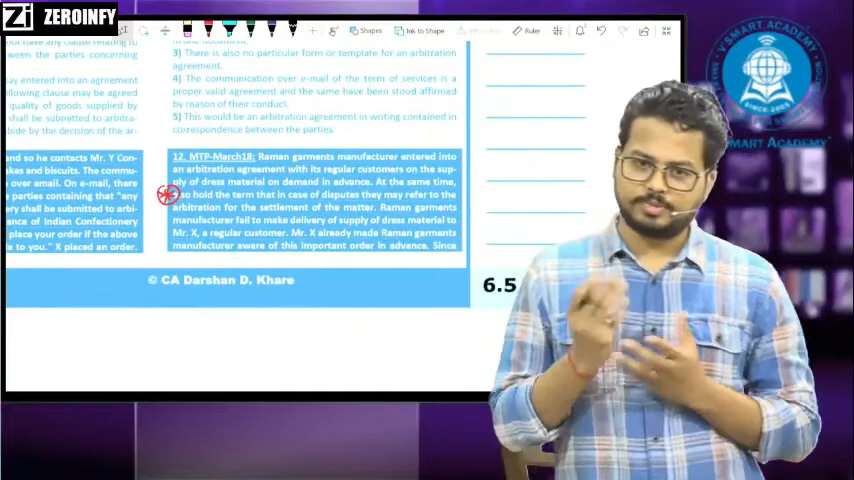 Zi ZEROINFY
Shapes
Ink to Shape
Ruler
not have any clause relating to
ween the parties concerning
may entered into an agreement
llowing clause may be agreed
quality of goods supplied by
shall be submitted to arbitra-
bide by the decision of the ar-
3) There is also no particular form or template for an arbitration
agreement.
4) The communication over e-mail of the term of services is a
proper valid agreement and the same have been stood affirmed
by reason of their conduct.
5) This would be an arbitration agreement in writing contained in
correspondence between the parties.
and so he contacts Mr. Y Con-
akes and biscuits. The commu-
e over email. On e-mail, there
e parties containing that "any
ery shall be submitted to arbi-
ance of Indian Confectionery
place your order if the above
le to you." X placed an order.
12. MTP-March18: Raman garments manufacturer entered into
an arbitration agreement with its regular customers on the sup-
ply of dress material on demand in advance. At the same time,
so hold the term that in case of disputes they may refer to the
arbitration for the settlement of the matter. Raman garments
manufacturer fail to make delivery of supply of dress material to
Mr. X, a regular customer. Mr. X already made Raman garments
manufacturer aware of this important order in advance. Since
© CA Darshan D. Khare
6.5
SINCE-2005
V'SMART ACADEMY